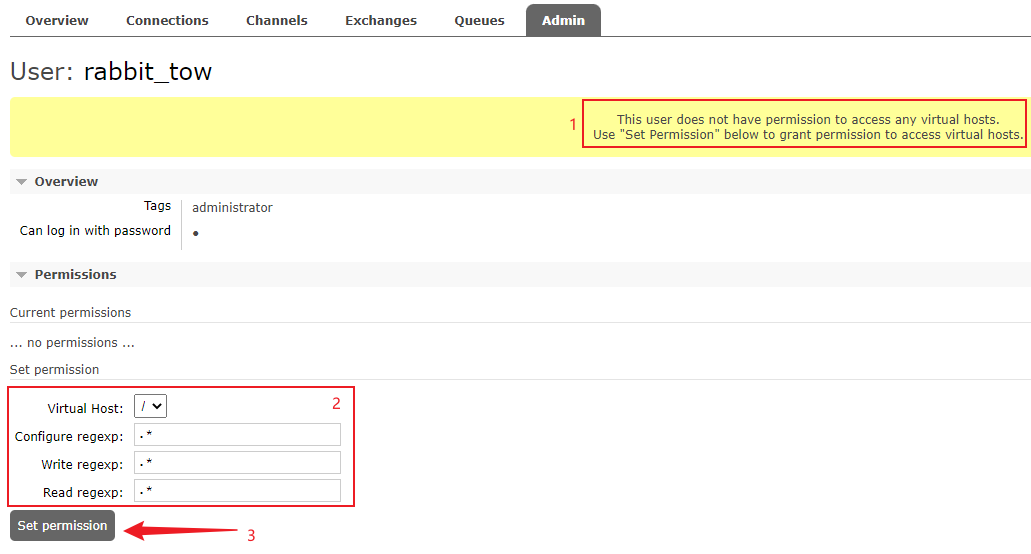 Overview Connections Channels Exchanges Queues Admin
User: rabbit_tow
1
This user does not have permission to access any virtual hosts.
Use "Set Permission" below to grant permission to access virtual hosts.
Overview
Tags administrator
Can log in with password ●
Permissions
Current permissions
... no permissions ...
Set permission
2
Virtual Host: /
Configure regexp: .*
Write regexp: .*
Read regexp: .*
Set permission
3